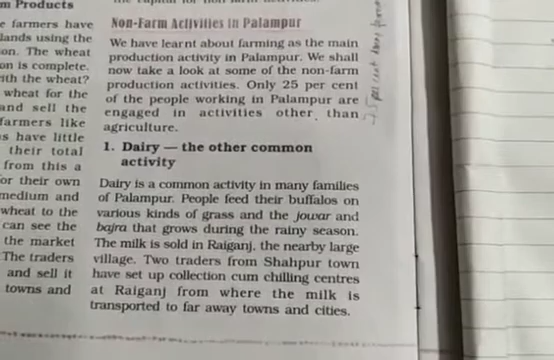 m Products
e farmers have
lands using the
on. The wheat
on is complete.
ith the wheat?
wheat for the
and sell the
farmers like
s have little
their total
from this a
or their own
medium and
wheat to the
can see the
the market
The traders
and sell it
towns and
Non-Farm Activities in Palampur
We have learnt about farming as the main
production activity in Palampur. We shall
now take a look at some of the non-farm
production activities. Only 25 per cent
of the people working in Palampur are
engaged in activities other than
agriculture.
1. Dairy — the other common
activity
Dairy is a common activity in many families
of Palampur. People feed their buffalos on
various kinds of grass and the jowar and
bajra that grows during the rainy season.
The milk is sold in Raiganj, the nearby large
village. Two traders from Shahpur town
have set up collection cum chilling centres
at Raiganj from where the milk is
transported to far away towns and cities.